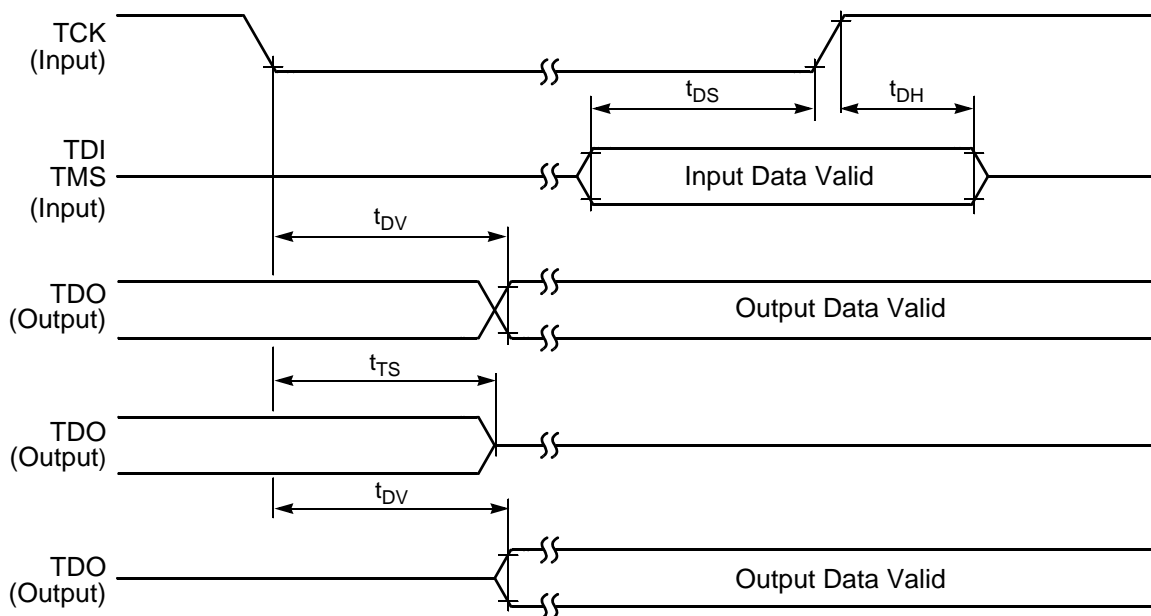 TCK
(Input)
tDS
tDH
TDI
TMS
(Input)
Input Data Valid
tDV
TDO
(Output)
Output Data Valid
tTS
TDO
(Output)
tDV
TDO
(Output)
Output Data Valid